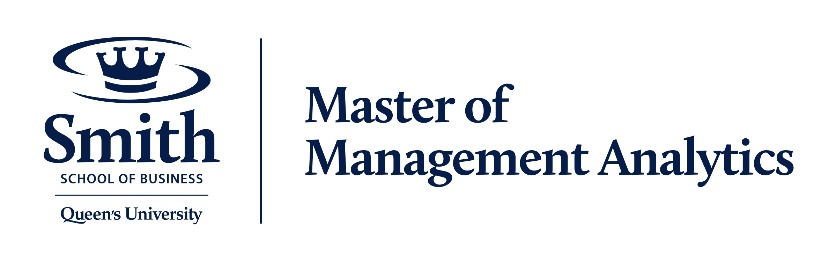 Smith
SCHOOL OF BUSINESS
Queen's University
Master of
Management Analytics